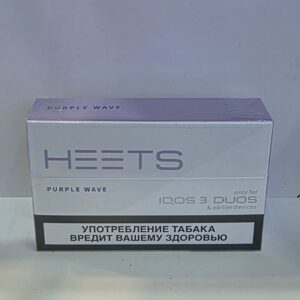 PURPLE WAVE
HEETS
PURPLE WAVE
only for
IQOS 3 DUOS
& earlier devices
УПОТРЕБЛЕНИЕ ТАБАКА
ВРЕДИТ ВАШЕМУ ЗДОРОВЬЮ